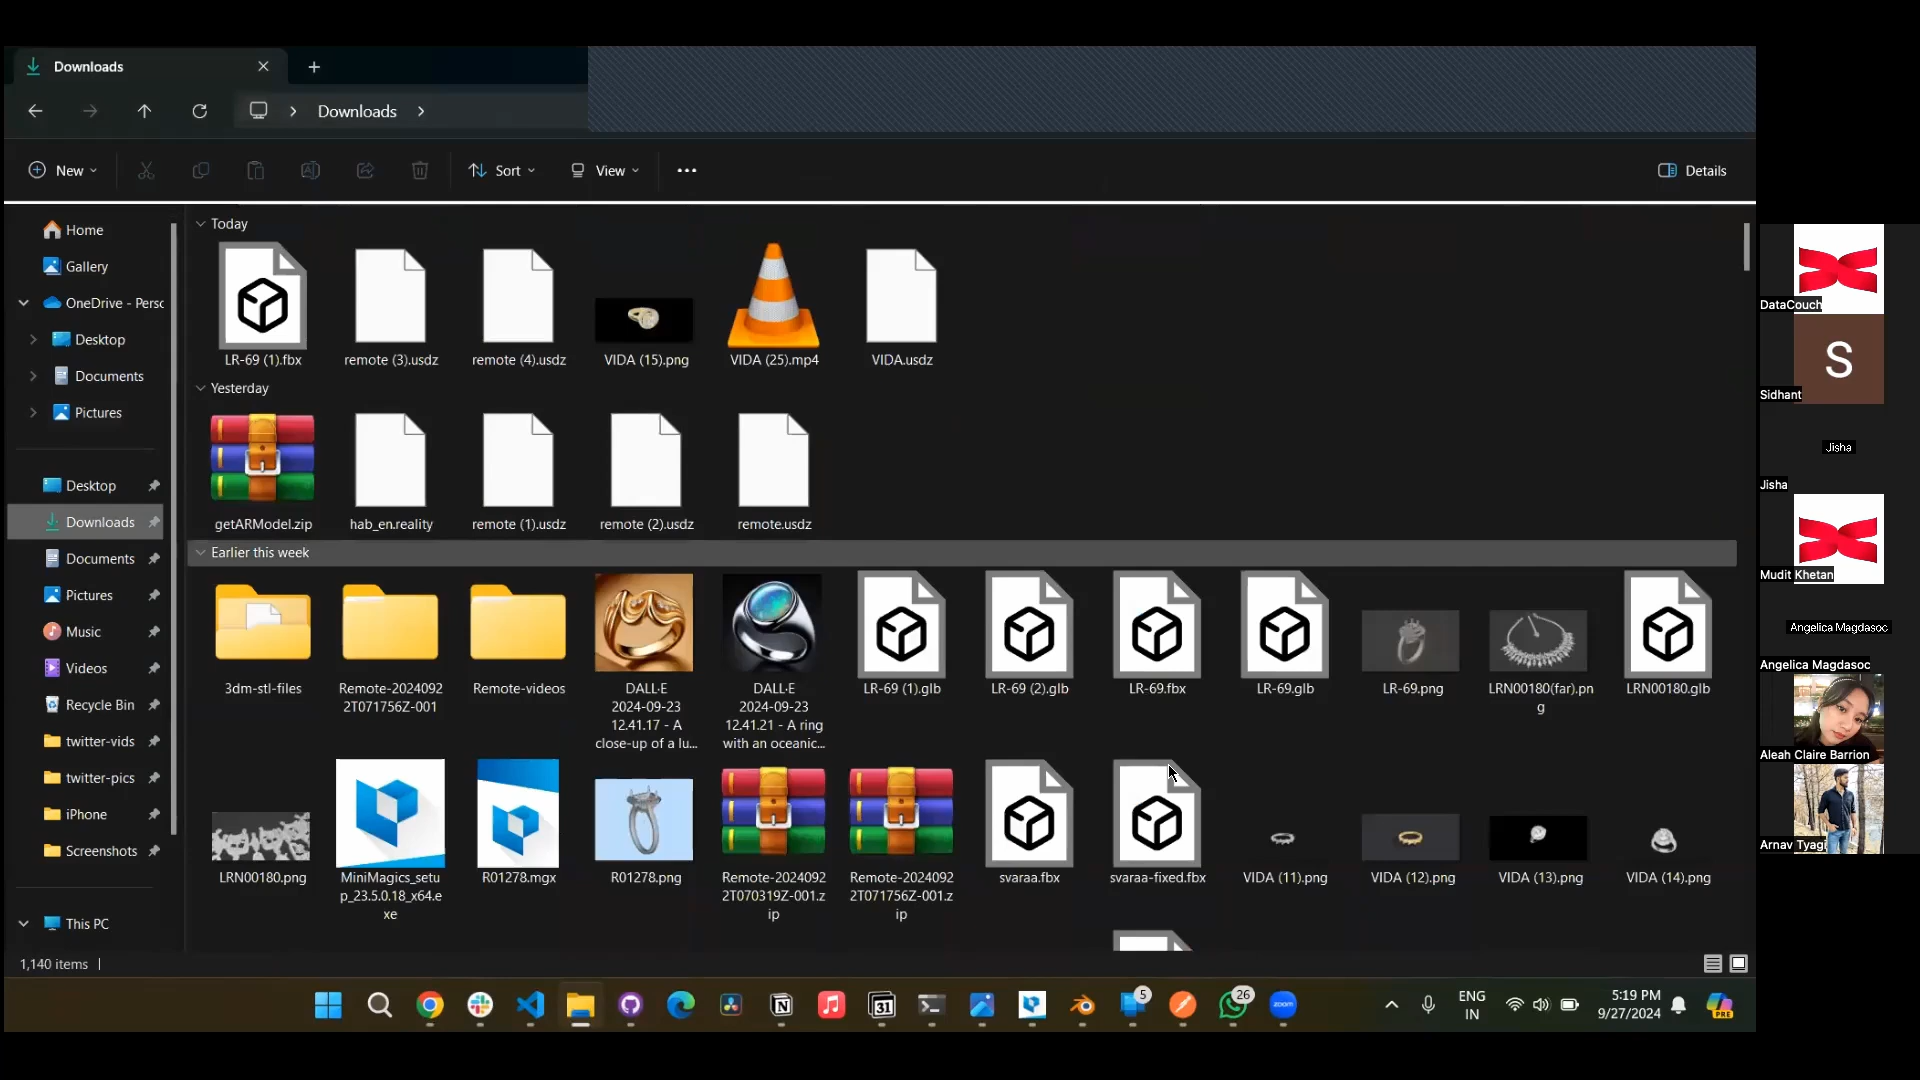 Downloads
Downloads
New
Sort
View
Details
Home
Gallery
OneDrive - Persc
Desktop
Documents
Pictures
Desktop
Downloads
Documents
Pictures
Music
Videos
Recycle Bin
twitter-vids
twitter-pics
iPhone
Screenshots
This PC
Today
LR-69 (1).fbx
remote (3).usdz
remote (4).usdz
VIDA (15).png
VIDA (25).mp4
VIDA.usdz
Yesterday
getARModel.zip
hab_en.reality
remote (1).usdz
remote (2).usdz
remote.usdz
Earlier this week
3dm-stl-files
Remote-2024092
2T071756Z-001
Remote-videos
DALL·E
2024-09-23
12.41.17 - A
close-up of a lu...
DALL·E
2024-09-23
12.41.21 - A ring
with an oceanic...
LR-69 (1).glb
LR-69 (2).glb
LR-69.fbx
LR-69.glb
LR-69.png
LRN00180(far).pn
g
LRN00180.glb
LRN00180.png
MiniMagics_setu
p_23.5.0.18_x64.e
xe
R01278.mgx
R01278.png
Remote-2024092
2T070319Z-001.z
ip
Remote-2024092
2T071756Z-001.z
ip
svaraa.fbx
svaraa-fixed.fbx
VIDA (11).png
VIDA (12).png
VIDA (13).png
VIDA (14).png
1,140 items
31
5
26
zoom
ENG
IN
5:19 PM
9/27/2024
PRE
DataCouch
S
Sidhant
Jisha
Jisha
Mudit Khetan
Angelica Magdasoc
Angelica Magdasoc
Aleah Claire Barrion
Arnav Tyagi